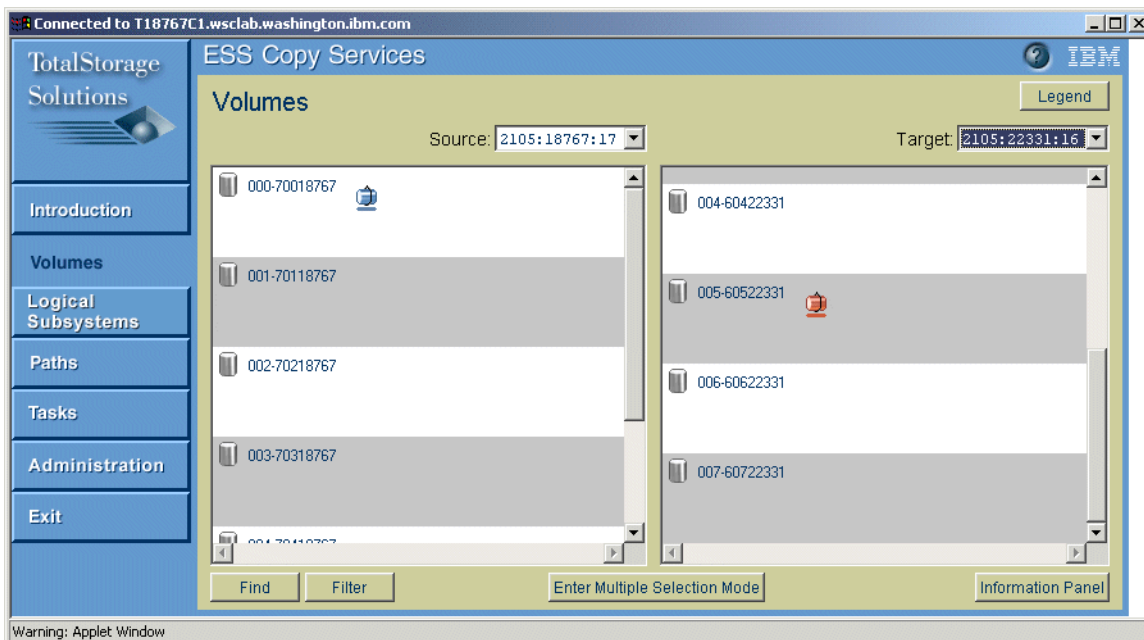 Connected to T18767C1.wsclab.washington.ibm.com
TotalStorage
Solutions
ESS Copy Services
?
IBM
Volumes
Legend
Source: 2105:18767:17
Target: 2105:22331:16
Introduction
Volumes
Logical
Subsystems
Paths
Tasks
Administration
Exit
000-70018767
001-70118767
002-70218767
003-70318767
004-70418767
004-60422331
005-60522331
006-60622331
007-60722331
Find
Filter
Enter Multiple Selection Mode
Information Panel
Warning: Applet Window